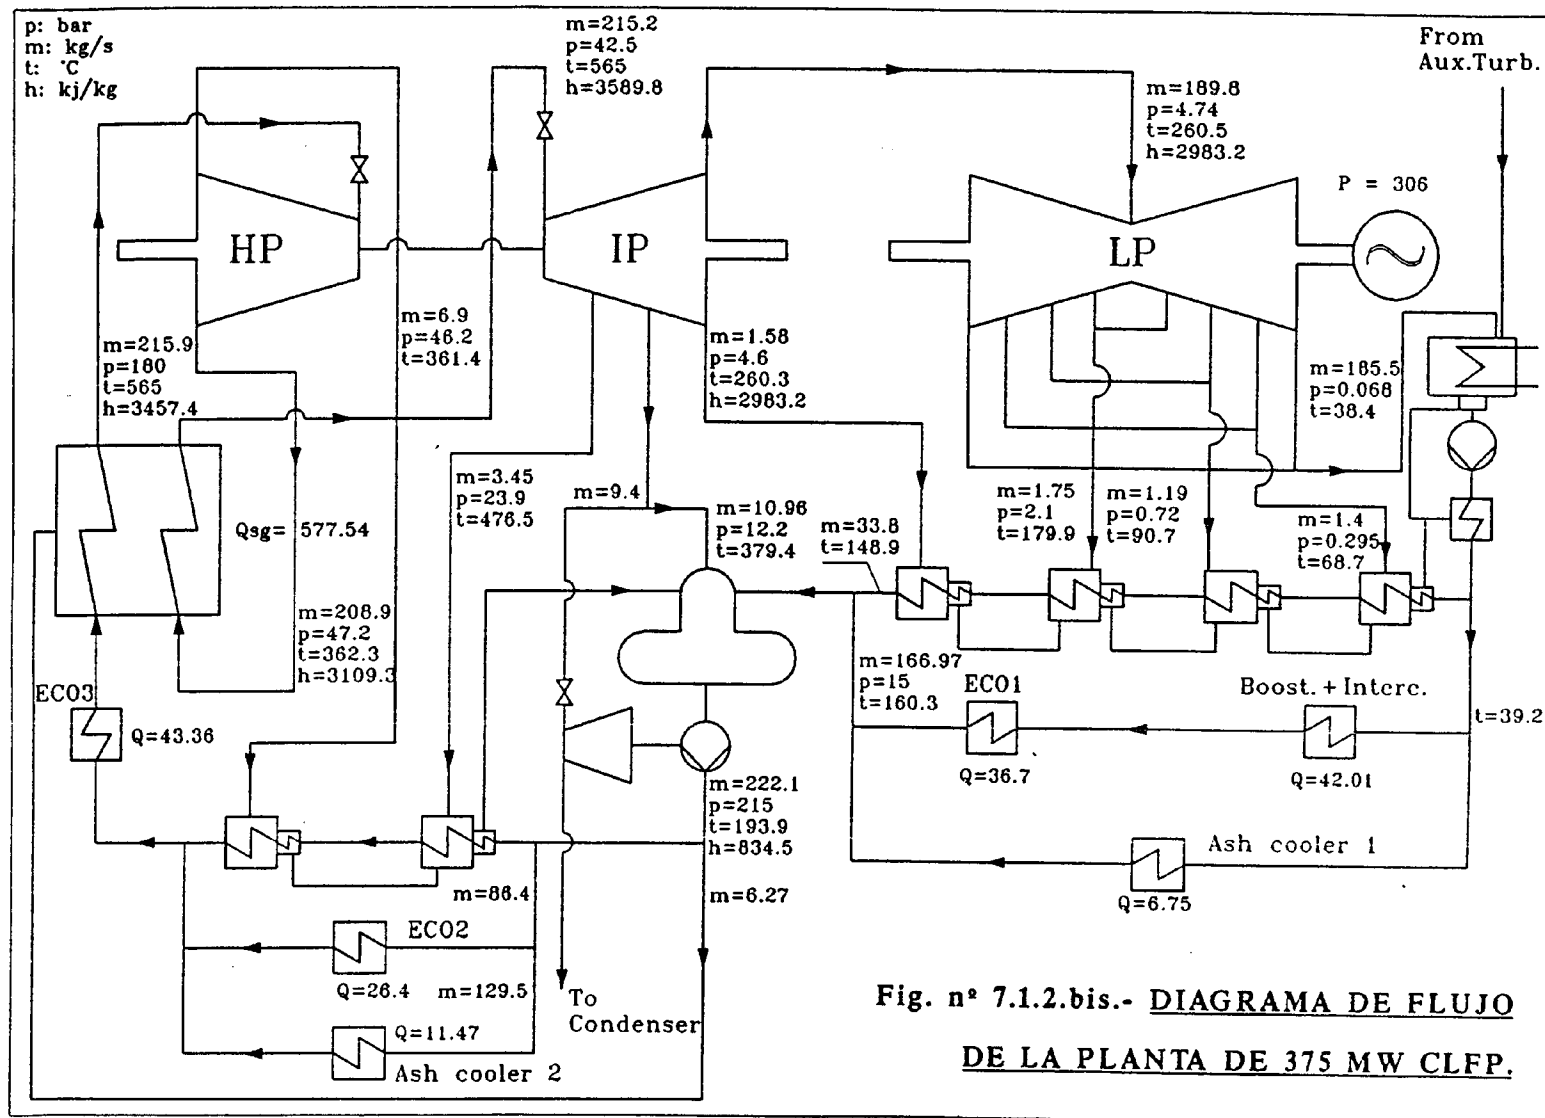 p: bar
m: kg/s
t: °C
h: kj/kg
m=215.2
p=42.5
t=565
h=3589.8
From
Aux.Turb.
m=189.8
p=4.74
t=260.5
h=2983.2
P = 306
HP
IP
LP
m=215.9
p=180
t=565
h=3457.4
m=6.9
p=46.2
t=361.4
m=1.58
p=4.6
t=260.3
h=2983.2
m=185.5
p=0.068
t=38.4
m=3.45
p=23.9
t=476.5
m=9.4
m=10.96
p=12.2
t=379.4
m=33.8
t=148.9
m=1.75
p=2.1
t=179.9
m=1.19
p=0.72
t=90.7
m=1.4
p=0.295
t=68.7
Qsg= 577.54
m=208.9
p=47.2
t=362.3
h=3109.3
ECO3
Q=43.36
m=166.97
p=15
t=160.3
ECO1
Q=36.7
Boost.+Interc.
Q=42.01
t=39.2
m=222.1
p=215
t=193.9
h=834.5
Ash cooler 1
Q=6.75
m=86.4
m=6.27
ECO2
Q=26.4
m=129.5
Q=11.47
Ash cooler 2
To
Condenser
Fig. nº 7.1.2.bis.- DIAGRAMA DE FLUJO
DE LA PLANTA DE 375 MW CLFP.